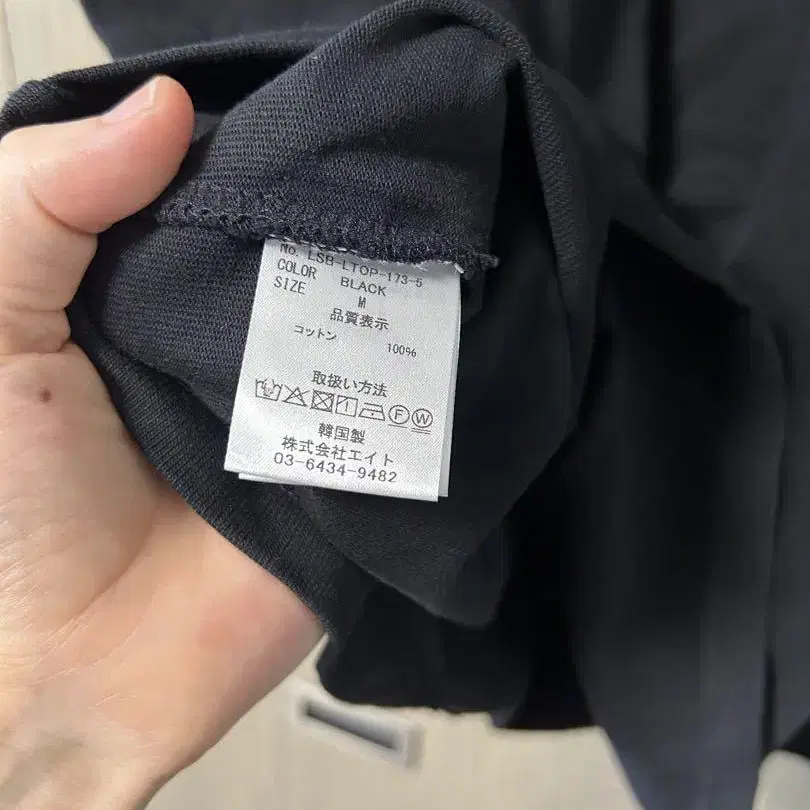 No. LSB-LTOP-173-5
COLOR BLACK
SIZE M
品質表示
コットン 100%
取扱い方法
F W
韓国製
株式会社エイト
03-6434-9482